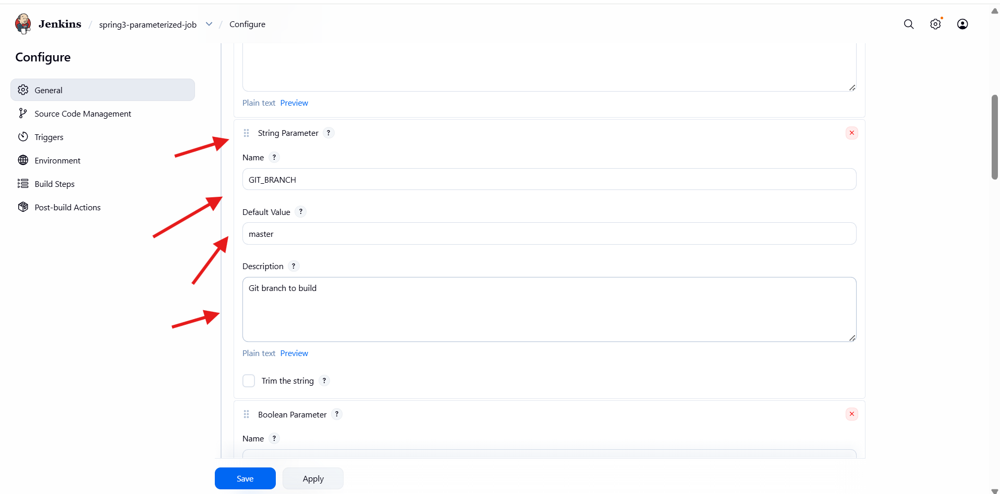 Jenkins / spring3-parameterized-job / Configure
Configure
General
Source Code Management
Triggers
Environment
Build Steps
Post-build Actions
Plain text Preview
String Parameter ?
Name ?
GIT_BRANCH
Default Value ?
master
Description ?
Git branch to build
Plain text Preview
Trim the string ?
Boolean Parameter ?
Name ?
Save Apply